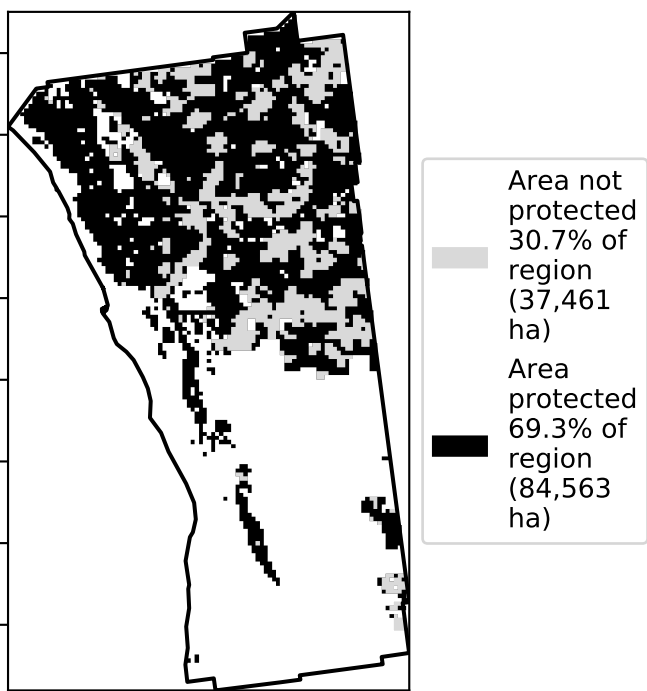 Area not
protected
30.7% of
region
(37,461
ha)
Area
protected
69.3% of
region
(84,563
ha)